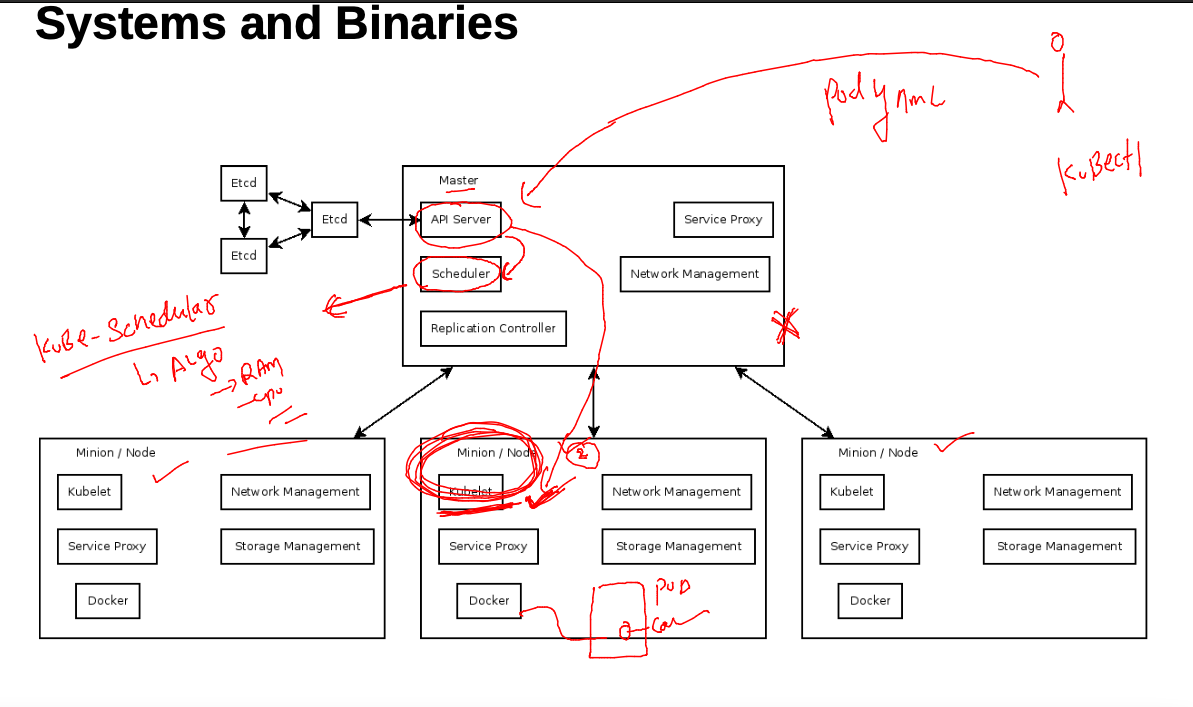 Systems and Binaries
pod yaml
KuBectl
Etcd
Etcd
Etcd
Master
API Server
Scheduler
Replication Controller
Service Proxy
Network Management
KuBe-Schedular
Algo
RAM
cpu
Minion / Node
Kubelet
Network Management
Service Proxy
Storage Management
Docker
Minion / Node
2
Kubelet
Network Management
Service Proxy
Storage Management
Docker
POD
Con
Minion / Node
Kubelet
Network Management
Service Proxy
Storage Management
Docker